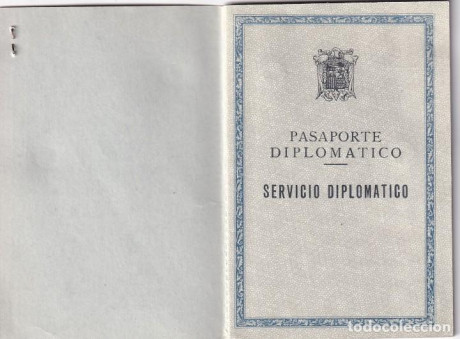 PASAPORTE
DIPLOMATICO
SERVICIO DIPLOMATICO
todocoleccion